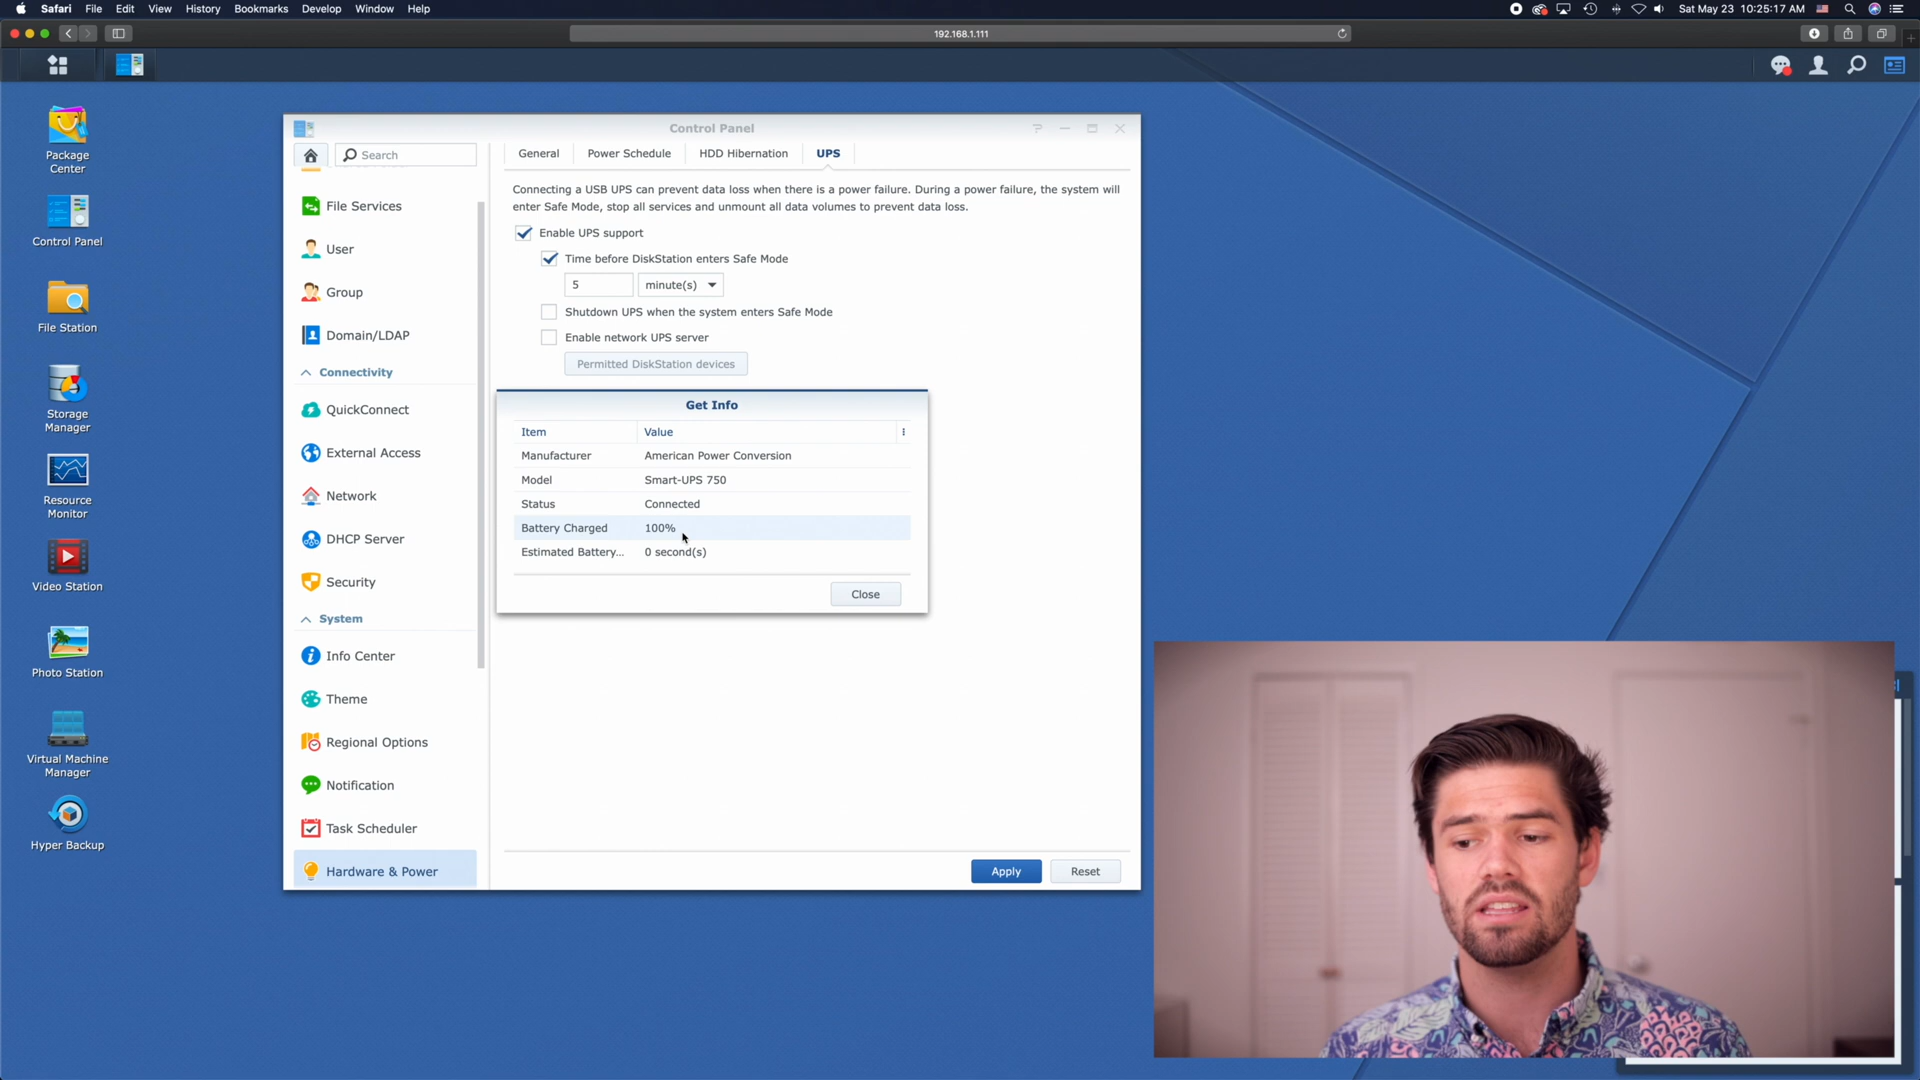 Safari File Edit View History Bookmarks Develop Window Help
Sat May 23 10:25:17 AM
192.168.1.111
Package
Center
Control Panel
File Station
Storage
Manager
Resource
Monitor
Video Station
Photo Station
Virtual Machine
Manager
Hyper Backup
Control Panel
Search
File Services
User
Group
Domain/LDAP
Connectivity
QuickConnect
External Access
Network
DHCP Server
Security
System
Info Center
Theme
Regional Options
Notification
Task Scheduler
Hardware & Power
General Power Schedule HDD Hibernation UPS
Connecting a USB UPS can prevent data loss when there is a power failure. During a power failure, the system will
enter Safe Mode, stop all services and unmount all data volumes to prevent data loss.
Enable UPS support
Time before DiskStation enters Safe Mode
5 minute(s)
Shutdown UPS when the system enters Safe Mode
Enable network UPS server
Permitted DiskStation devices
Get Info
Item Value
Manufacturer American Power Conversion
Model Smart-UPS 750
Status Connected
Battery Charged 100%
Estimated Battery... 0 second(s)
Close
Apply Reset